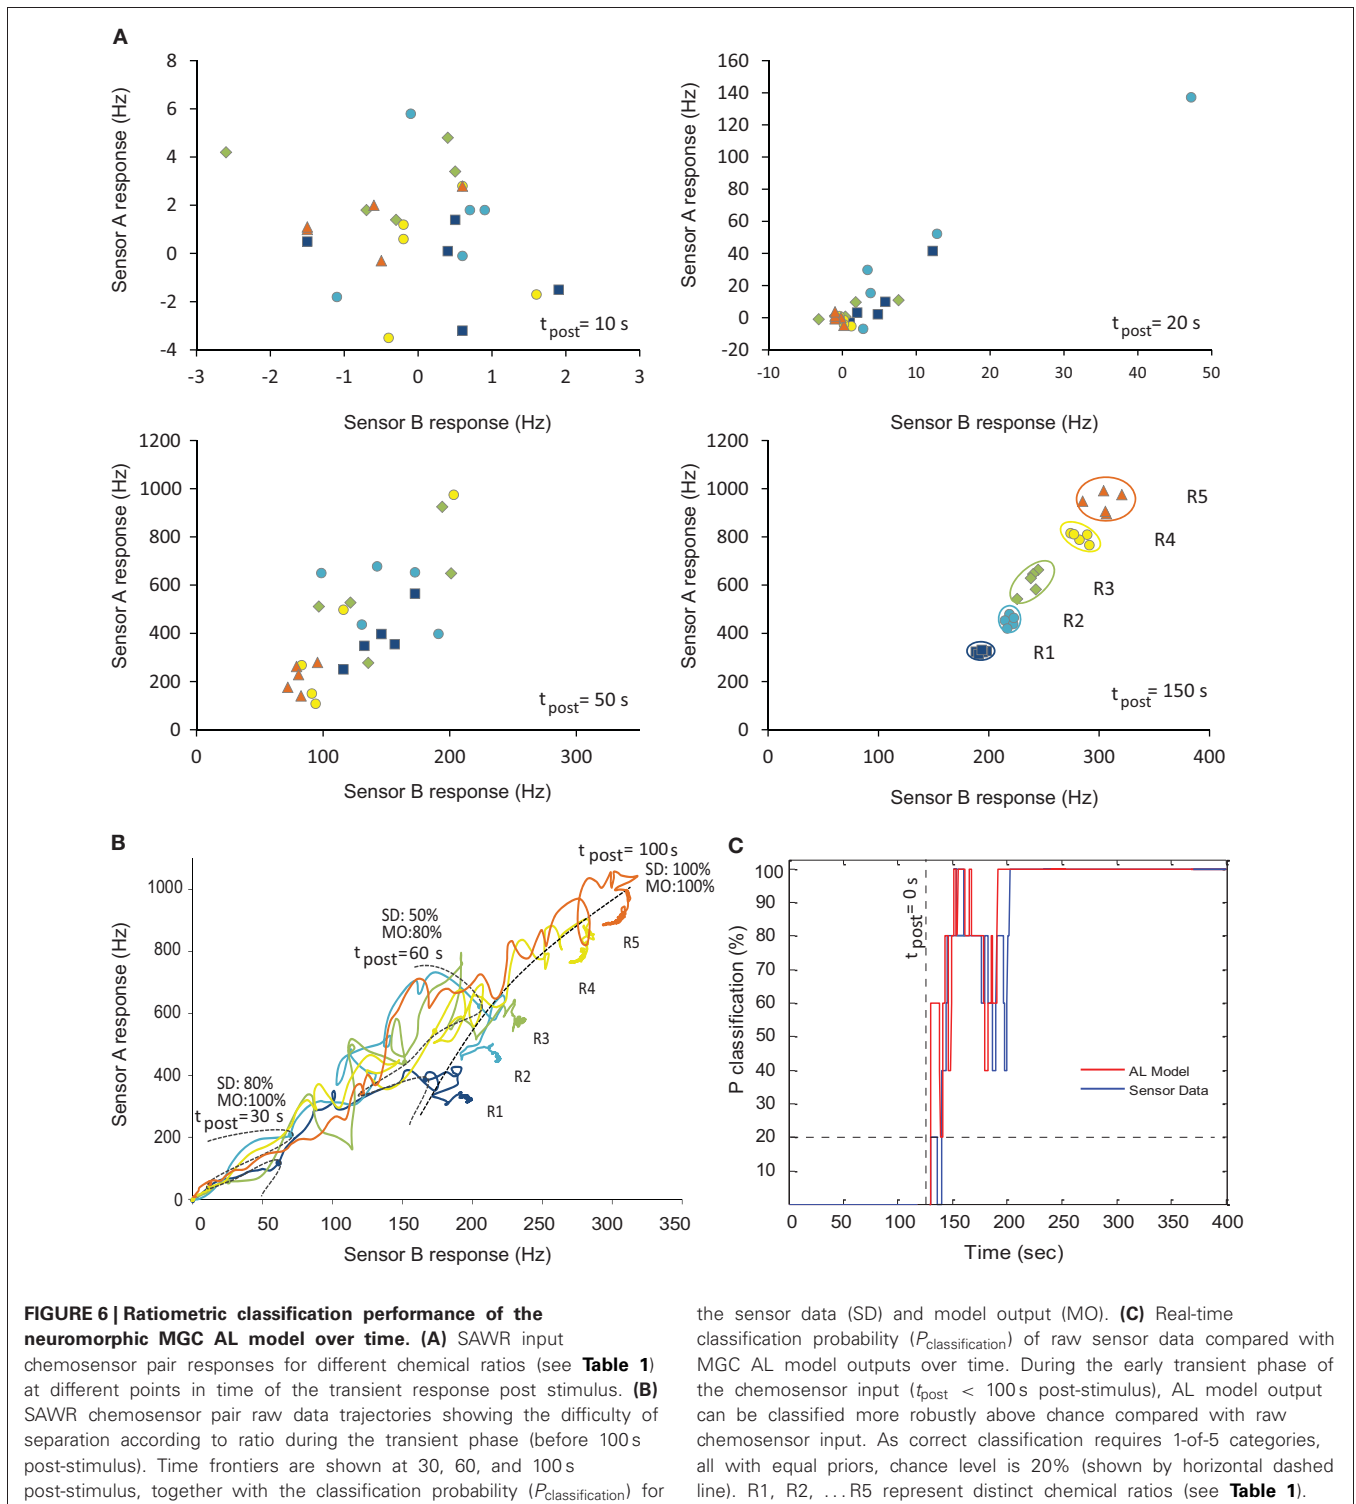 A
Sensor A response (Hz)
8
6
4
2
0
-2
-4
-3
-2
-1
0
1
2
3
t post = 10 s
Sensor B response (Hz)
Sensor A response (Hz)
160
140
120
100
80
60
40
20
0
-20
-10
0
10
20
30
40
50
t post = 20 s
Sensor B response (Hz)
Sensor A response (Hz)
1200
1000
800
600
400
200
0
0
100
200
300
t post = 50 s
Sensor B response (Hz)
Sensor A response (Hz)
1200
1000
800
600
400
200
0
0
100
200
300
400
R5
R4
R3
R2
R1
t post = 150 s
Sensor B response (Hz)
B
Sensor A response (Hz)
1000
800
600
400
200
0
0
50
100
150
200
250
300
350
t post = 100 s
SD: 100%
MO:100%
SD: 50%
MO:80%
t post = 60 s
SD: 80%
MO:100%
t post = 30 s
R5
R4
R3
R2
R1
Sensor B response (Hz)
C
P classification (%)
100
90
80
70
60
50
40
30
20
10
0
50
100
150
200
250
300
350
400
t post = 0 s
AL Model
Sensor Data
Time (sec)
FIGURE 6 | Ratiometric classification performance of the
neuromorphic MGC AL model over time. (A) SAWR input
chemosensor pair responses for different chemical ratios (see Table 1)
at different points in time of the transient response post stimulus. (B)
SAWR chemosensor pair raw data trajectories showing the difficulty of
separation according to ratio during the transient phase (before 100 s
post-stimulus). Time frontiers are shown at 30, 60, and 100 s
post-stimulus, together with the classification probability (Pclassification) for
the sensor data (SD) and model output (MO). (C) Real-time
classification probability (Pclassification) of raw sensor data compared with
MGC AL model outputs over time. During the early transient phase of
the chemosensor input (tpost < 100 s post-stimulus), AL model output
can be classified more robustly above chance compared with raw
chemosensor input. As correct classification requires 1-of-5 categories,
all with equal priors, chance level is 20% (shown by horizontal dashed
line). R1, R2, ...R5 represent distinct chemical ratios (see Table 1).